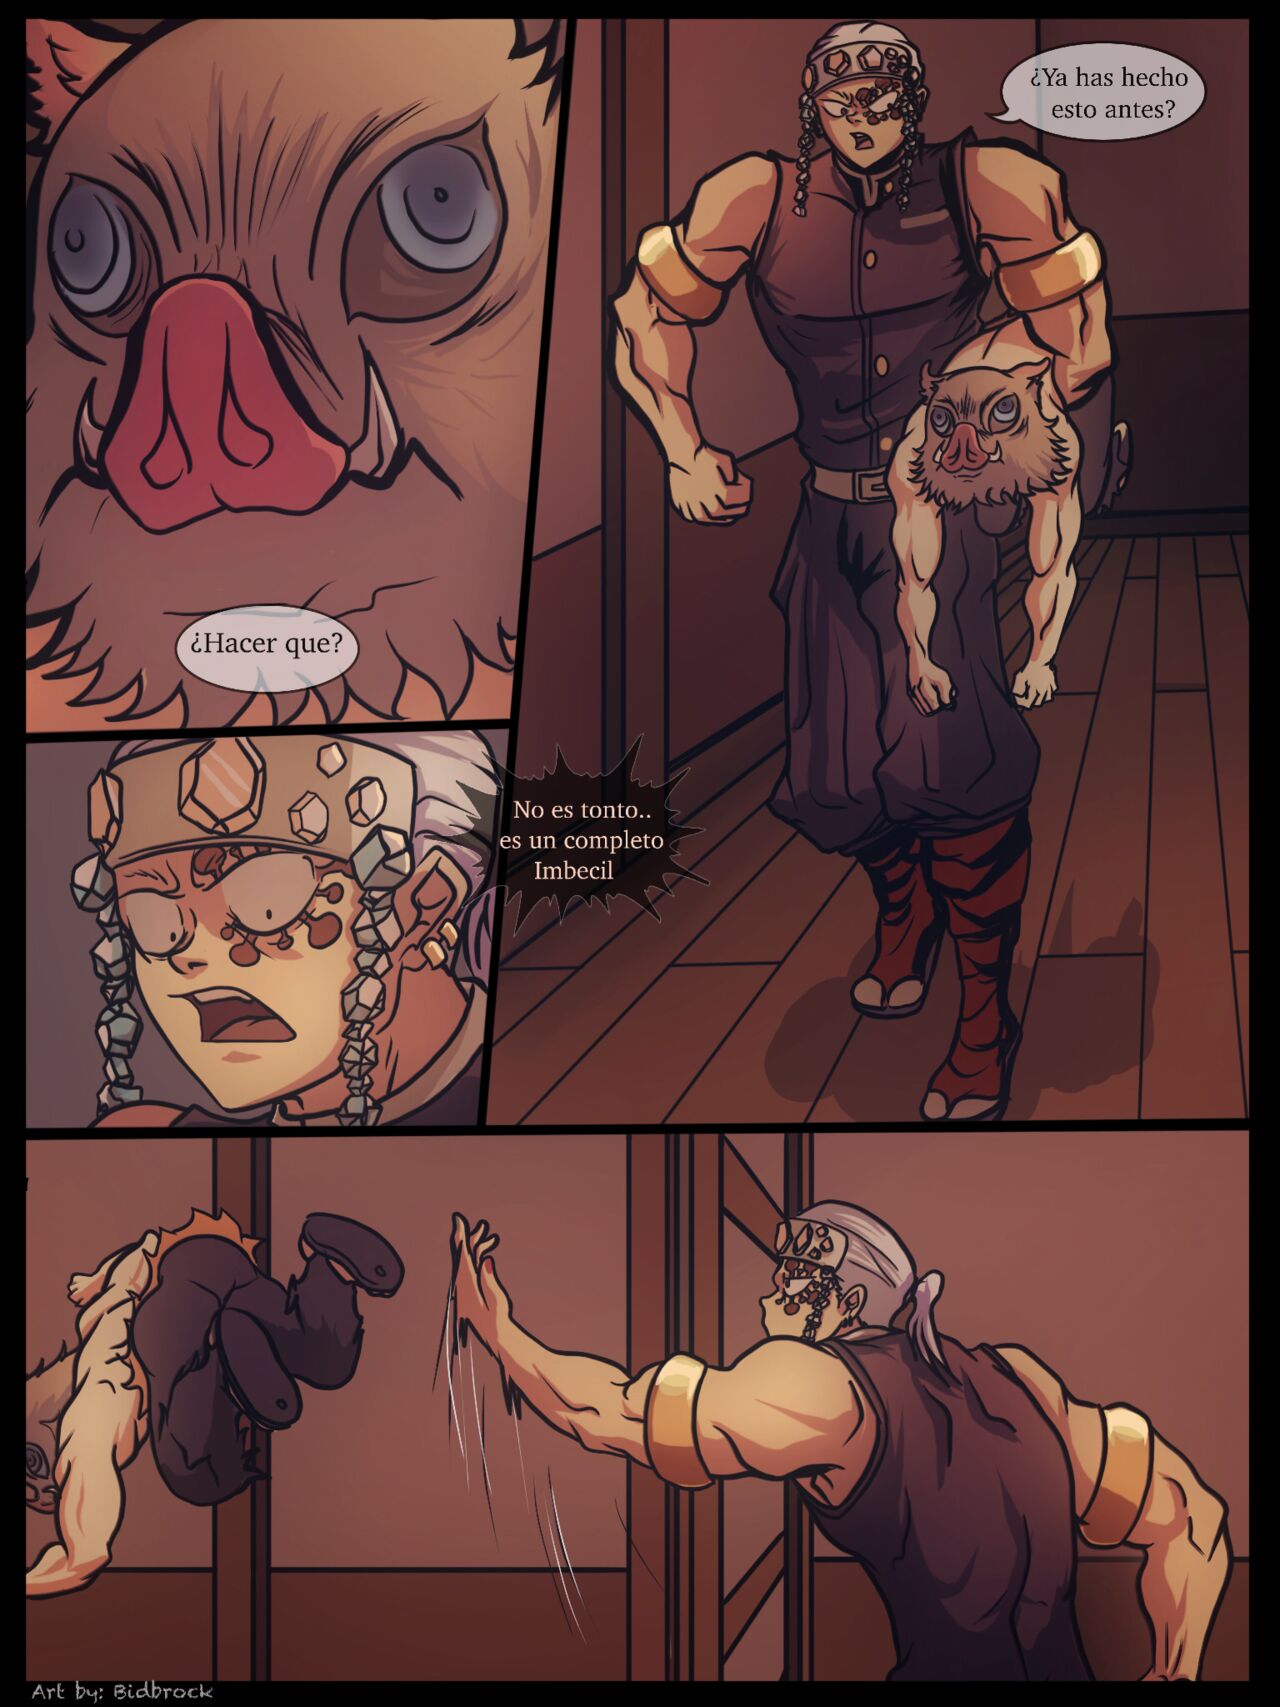 ¿Ya has hecho
esto antes?
¿Hacer que?
No es tonto..
es un completo
Imbecil
Art by: Bidbrock